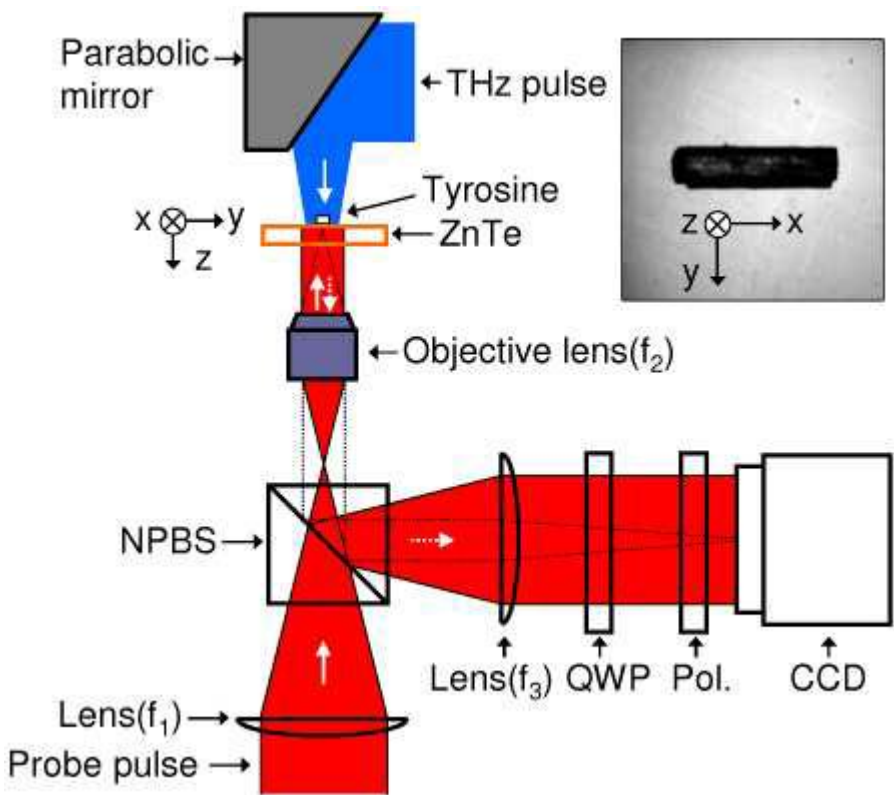 Parabolic
mirror
THz pulse
Tyrosine
x y
z
ZnTe
z x
y
Objective lens(f2)
NPBS
Lens(f3) QWP Pol. CCD
Lens(f1)
Probe pulse